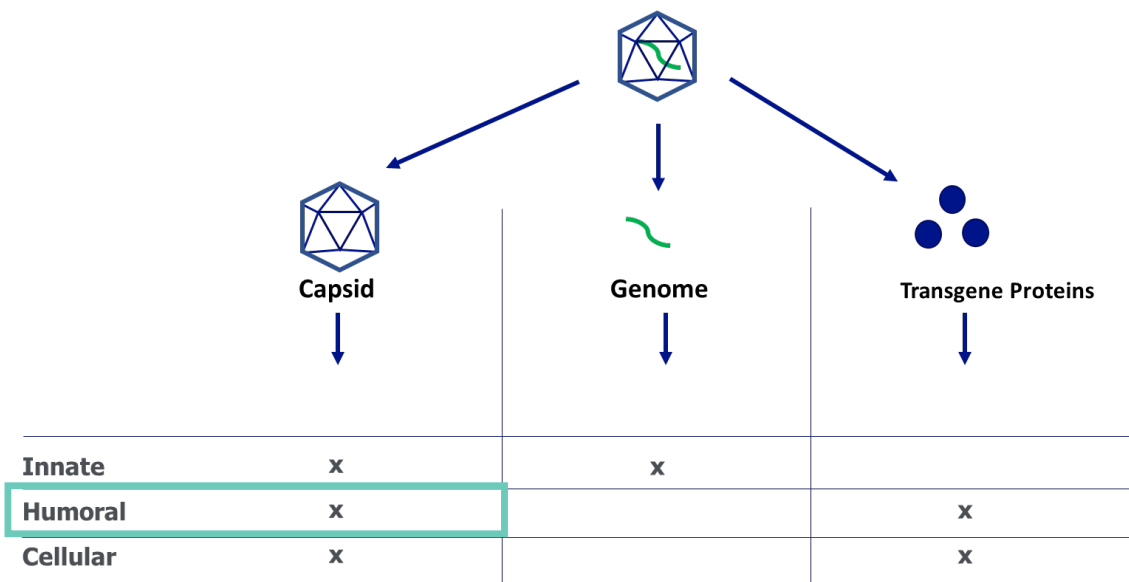 Capsid Genome Transgene Proteins
Innate x x
Humoral x x
Cellular x x